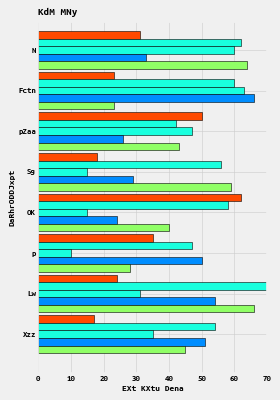 KdM MNy
N
Fctn
pZaa
Sg
OK
p
Lw
Xzz
DaRhrODDJxpt
0 10 20 30 40 50 60 70
EXt KXtu Dena